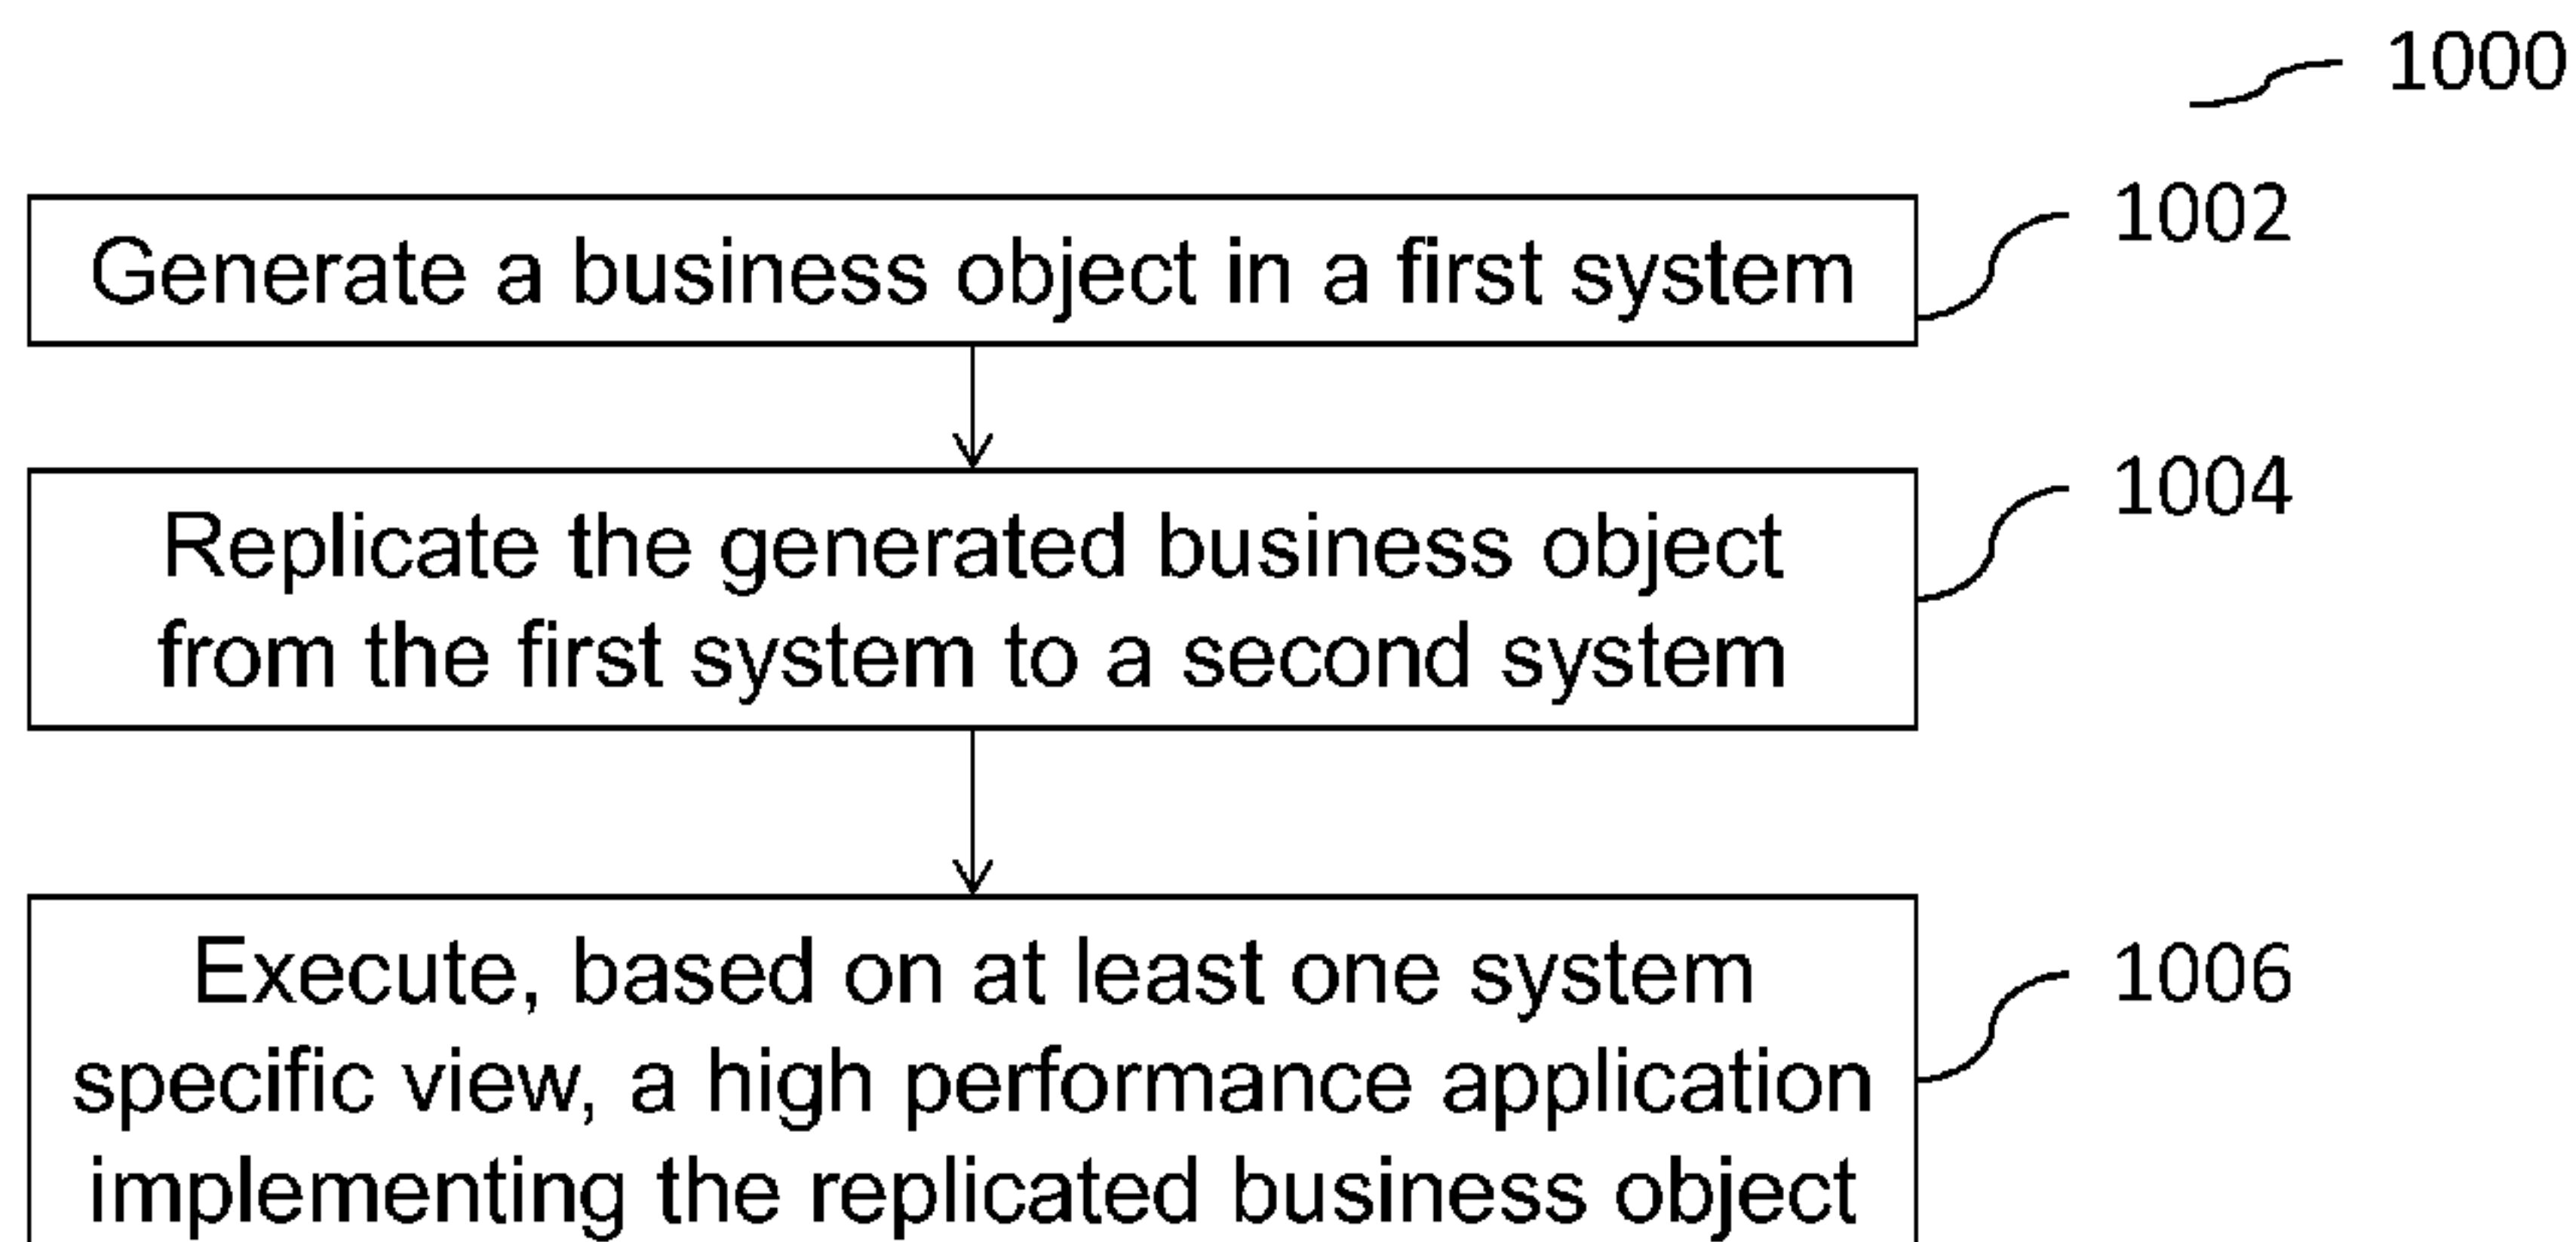 1000
Generate a business object in a first system
1002
Replicate the generated business object
from the first system to a second system
1004
Execute, based on at least one system
specific view, a high performance application
implementing the replicated business object
1006